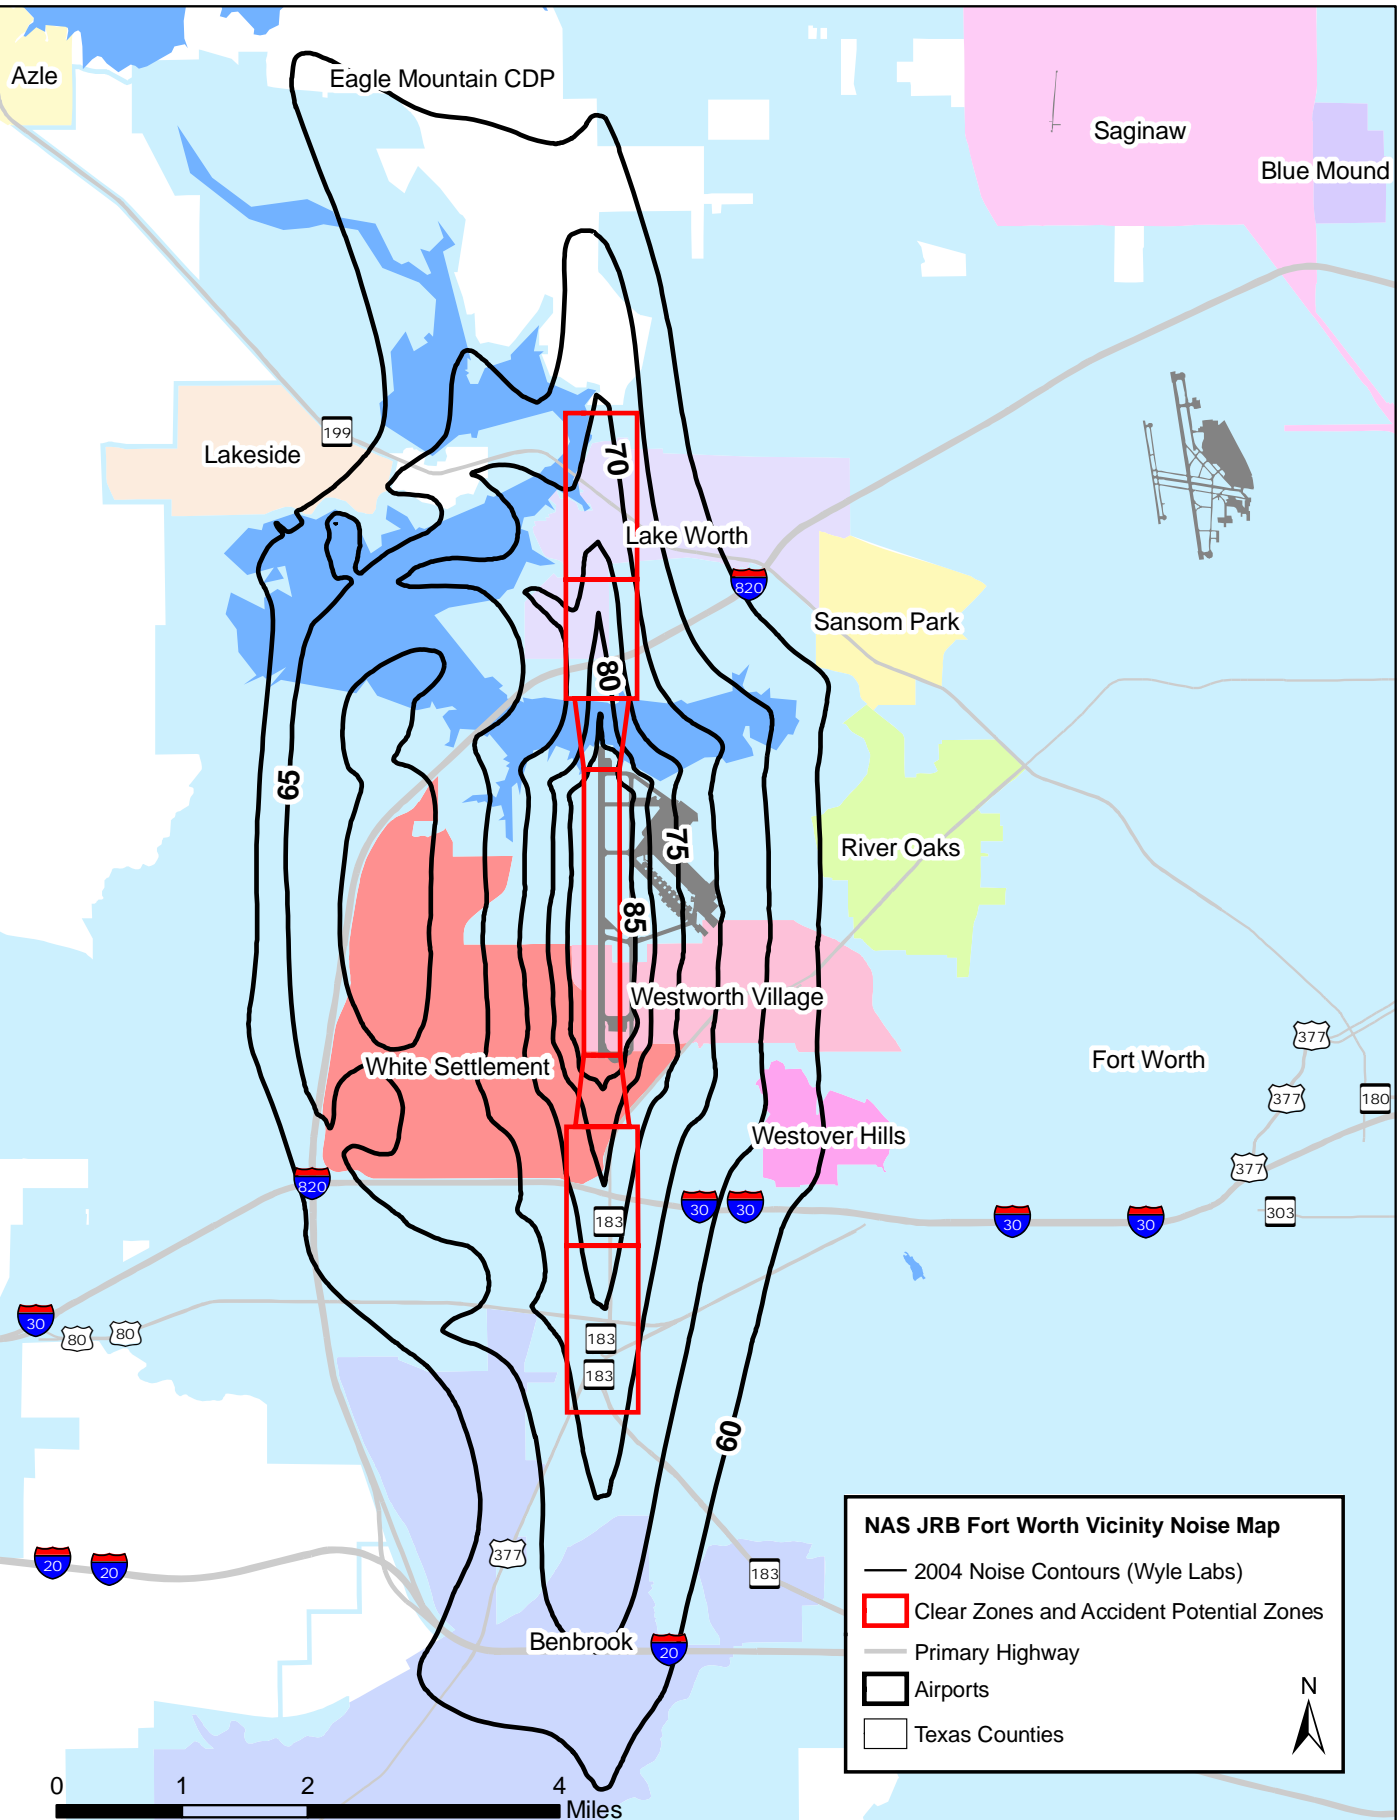 Azle
Eagle Mountain CDP
Saginaw
Blue Mound
199
Lakeside
70
Lake Worth
820
Sansom Park
80
65
75
River Oaks
85
Westworth Village
White Settlement
Fort Worth
377
377
180
Westover Hills
377
820
30
30
183
30
30
303
30
80
80
183
183
60
377
20
20
183
Benbrook
20
NAS JRB Fort Worth Vicinity Noise Map
2004 Noise Contours (Wyle Labs)
Clear Zones and Accident Potential Zones
Primary Highway
Airports
Texas Counties
N
0 1 2 4
Miles